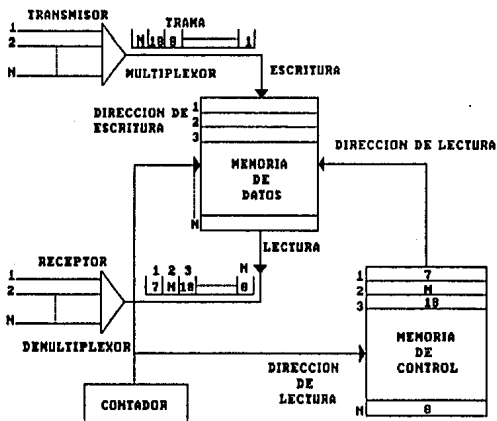 TRANSMISOR
1
2
N
TRAMA
N 18 8 1
MULTIPLEXOR
ESCRITURA
DIRECCION DE
ESCRITURA
1
2
3
N
MEMORIA
DE
DATOS
DIRECCION DE LECTURA
LECTURA
RECEPTOR
1
2
N
DEMULTIPLEXOR
1 2 3 N
7 N 18 8
1 7
2 N
3 18
MEMORIA
DE
CONTROL
N 8
DIRECCION
DE
LECTURA
CONTADOR